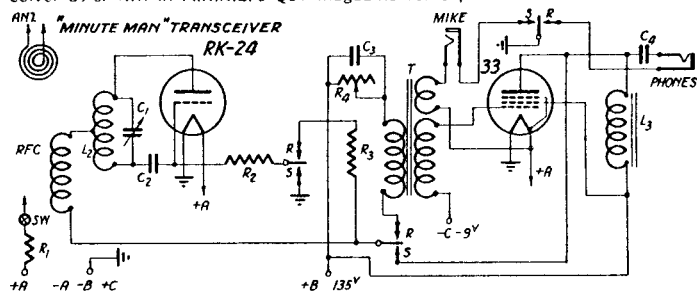 ANT.
"MINUTE MAN" TRANSCEIVER
RK-24
MIKE
S R
C3
R4
T
33
C4
PHONES
RFC
L2
C1
C2
R2
R
S
R3
L3
+A
+A
-C-9V
SW
R1
R
S
+A -A -B +C
+B 135V